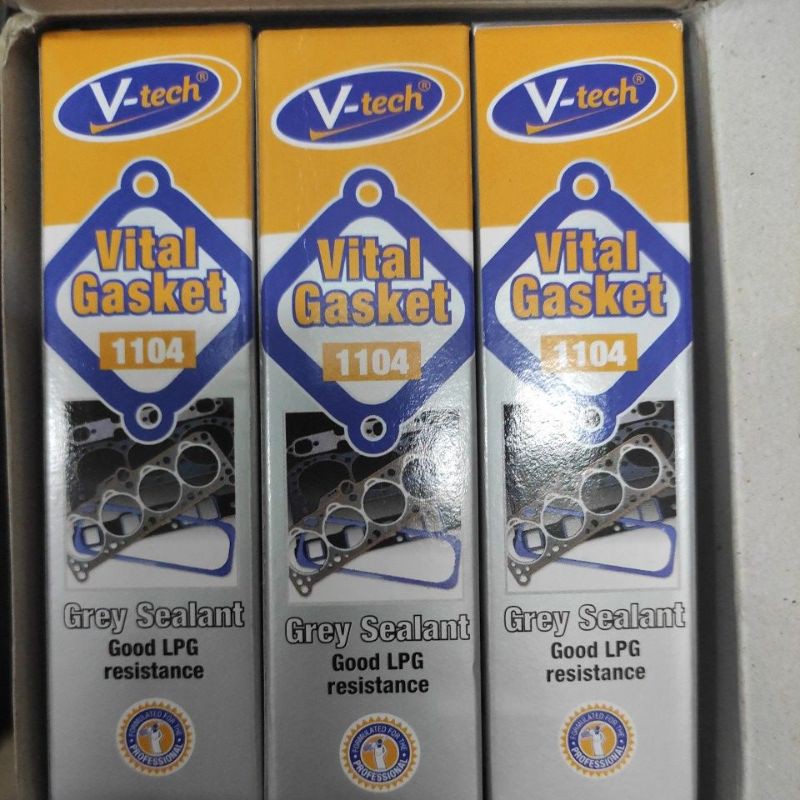 V-tech®
Vital
Gasket
1104
Grey Sealant
Good LPG
resistance
FORMULATED FOR THE
PROFESSIONAL
V-tech®
Vital
Gasket
1104
Grey Sealant
Good LPG
resistance
FORMULATED FOR THE
PROFESSIONAL
V-tech®
Vital
Gasket
1104
Grey Sealant
Good LPG
resistance
FORMULATED FOR THE
PROFESSIONAL